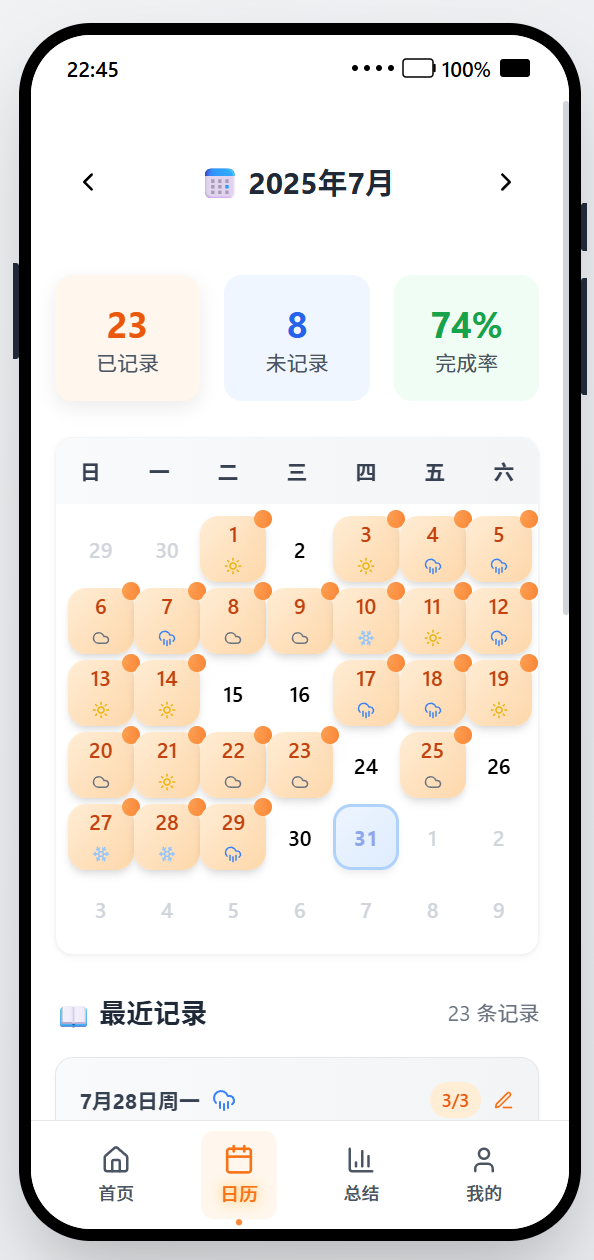 22:45 100%
2025年7月
23 8 74%
已记录 未记录 完成率
日 一 二 三 四 五 六
29 30 1 2 3 4 5
6 7 8 9 10 11 12
13 14 15 16 17 18 19
20 21 22 23 24 25 26
27 28 29 30 31 1 2
3 4 5 6 7 8 9
最近记录 23 条记录
7月28日周一 3/3
首页 日历 总结 我的